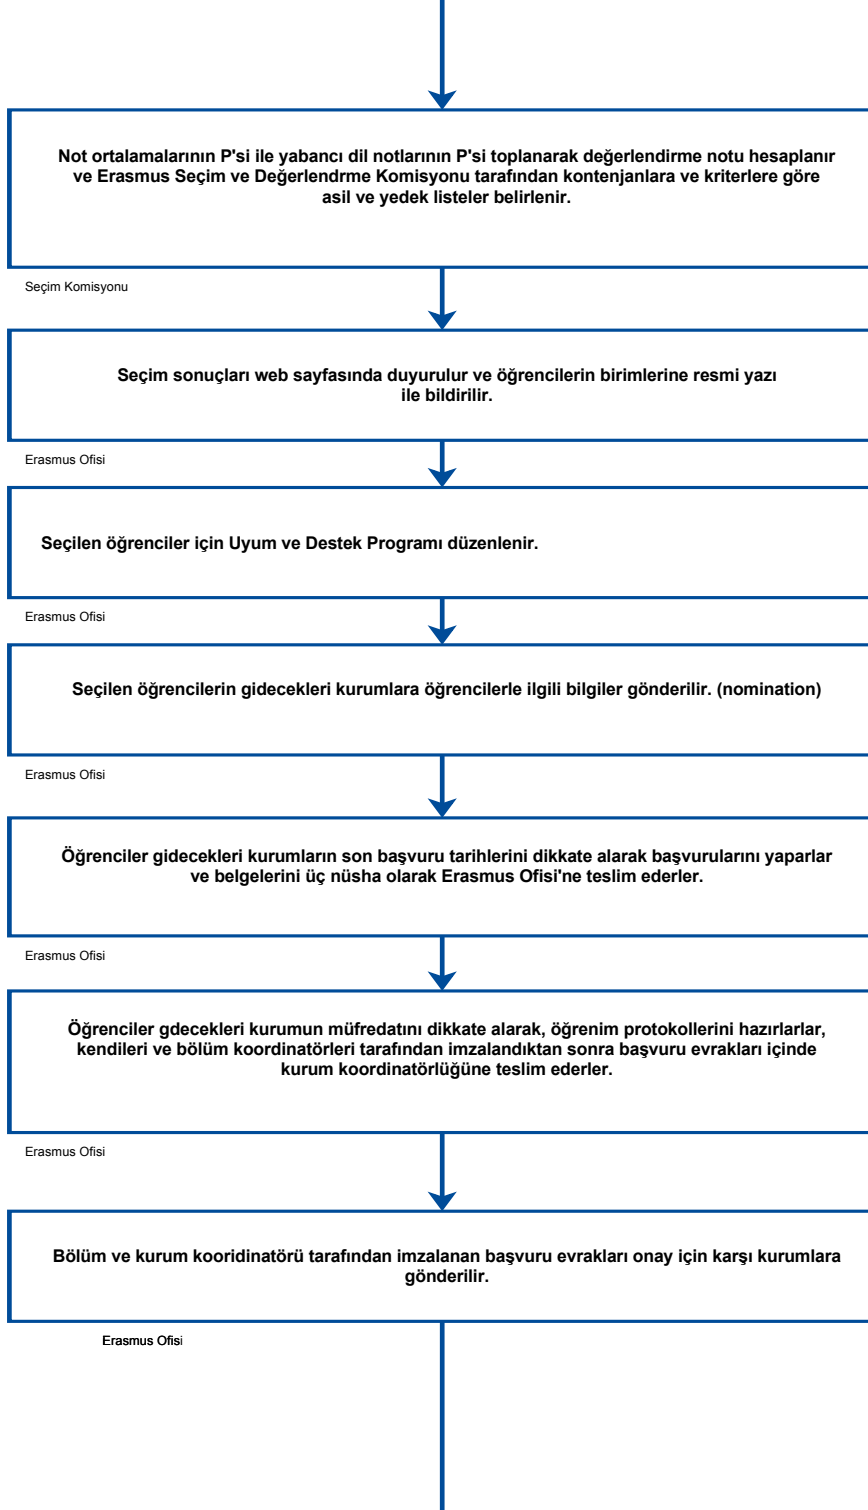 Not ortalamalarının P'si ile yabancı dil notlarının P'si toplanarak değerlendirme notu hesaplanır
ve Erasmus Seçim ve Değerlendrme Komisyonu tarafından kontenjanlara ve kriterlere göre
asil ve yedek listeler belirlenir.
Seçim Komisyonu
Seçim sonuçları web sayfasında duyurulur ve öğrencilerin birimlerine resmi yazı
ile bildirilir.
Erasmus Ofisi
Seçilen öğrenciler için Uyum ve Destek Programı düzenlenir.
Erasmus Ofisi
Seçilen öğrencilerin gidecekleri kurumlara öğrencilerle ilgili bilgiler gönderilir. (nomination)
Erasmus Ofisi
Öğrenciler gidecekleri kurumların son başvuru tarihlerini dikkate alarak başvurularını yaparlar
ve belgelerini üç nüsha olarak Erasmus Ofisi'ne teslim ederler.
Erasmus Ofisi
Öğrenciler gdecekleri kurumun müfredatını dikkate alarak, öğrenim protokollerini hazırlarlar,
kendileri ve bölüm koordinatörleri tarafından imzalandıktan sonra başvuru evrakları içinde
kurum koordinatörlüğüne teslim ederler.
Erasmus Ofisi
Bölüm ve kurum kooridinatörü tarafından imzalanan başvuru evrakları onay için karşı kurumlara
gönderilir.
Erasmus Ofisi